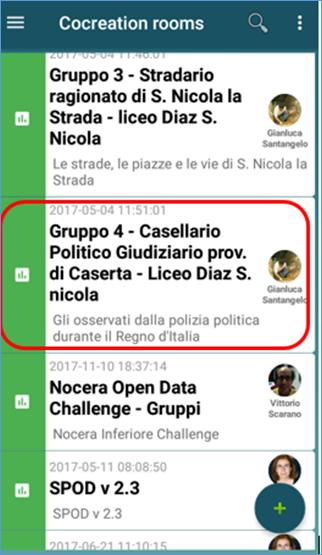 Cocreation rooms
2017-05-04 11:46:01
Gruppo 3 - Stradario
ragionato di S. Nicola la
Strada - liceo Diaz S.
Nicola
Gianluca
Santangelo
Le strade, le piazze e le vie di S. Nicola la
Strada
2017-05-04 11:51:01
Gruppo 4 - Casellario
Politico Giudiziario prov.
di Caserta - Liceo Diaz S.
nicola
Gianluca
Santangelo
Gli osservati dalla polizia politica
durante il Regno d'Italia
2017-11-10 18:37:14
Nocera Open Data
Challenge - Gruppi
Vittorio
Scarano
Nocera Inferiore Challenge
2017-05-11 08:08:50
SPOD v 2.3
SPOD v 2.3
2017-06-21 11:10:15